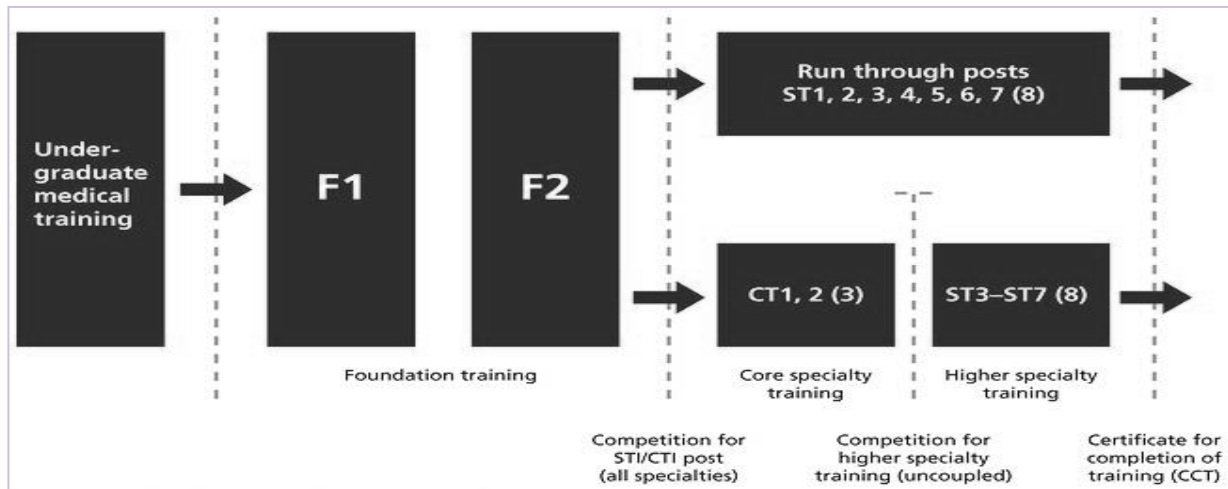 Under-
graduate
medical
training
F1
F2
Run through posts
ST1, 2, 3, 4, 5, 6, 7 (8)
CT1, 2 (3)
ST3–ST7 (8)
Foundation training
Core specialty
training
Higher specialty
training
Competition for
STI/CTI post
(all specialties)
Competition for
higher specialty
training (uncoupled)
Certificate for
completion of
training (CCT)